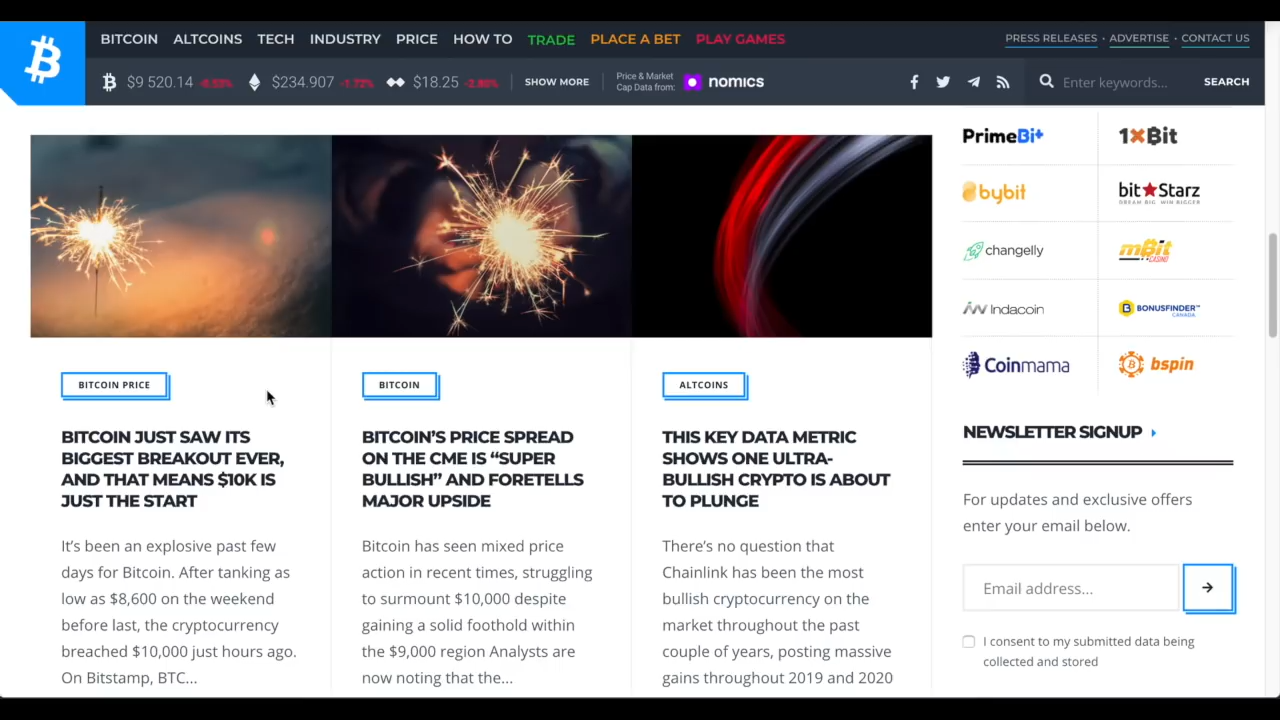 BITCOIN ALTCOINS TECH INDUSTRY PRICE HOW TO TRADE PLACE A BET PLAY GAMES
PRESS RELEASES • ADVERTISE • CONTACT US
$9 520.14 $234.907 -1.72% $18.25 -2.80% SHOW MORE
Price & Market
Cap Data from:
nomics
Enter keywords... SEARCH
PrimeBit 1XBit
bybit bitStarz
DREAM BIG. WIN BIGGER
changelly mBit
CASINO
Indacoin BONUSFINDER
CANADA
Coinmama bspin
BITCOIN PRICE
BITCOIN JUST SAW ITS
BIGGEST BREAKOUT EVER,
AND THAT MEANS $10K IS
JUST THE START
It's been an explosive past few
days for Bitcoin. After tanking as
low as $8,600 on the weekend
before last, the cryptocurrency
breached $10,000 just hours ago.
On Bitstamp, BTC...
BITCOIN
BITCOIN'S PRICE SPREAD
ON THE CME IS “SUPER
BULLISH” AND FORETELLS
MAJOR UPSIDE
Bitcoin has seen mixed price
action in recent times, struggling
to surmount $10,000 despite
gaining a solid foothold within
the $9,000 region Analysts are
now noting that the...
ALTCOINS
THIS KEY DATA METRIC
SHOWS ONE ULTRA-
BULLISH CRYPTO IS ABOUT
TO PLUNGE
There's no question that
Chainlink has been the most
bullish cryptocurrency on the
market throughout the past
couple of years, posting massive
gains throughout 2019 and 2020
NEWSLETTER SIGNUP
For updates and exclusive offers
enter your email below.
Email address...
I consent to my submitted data being
collected and stored